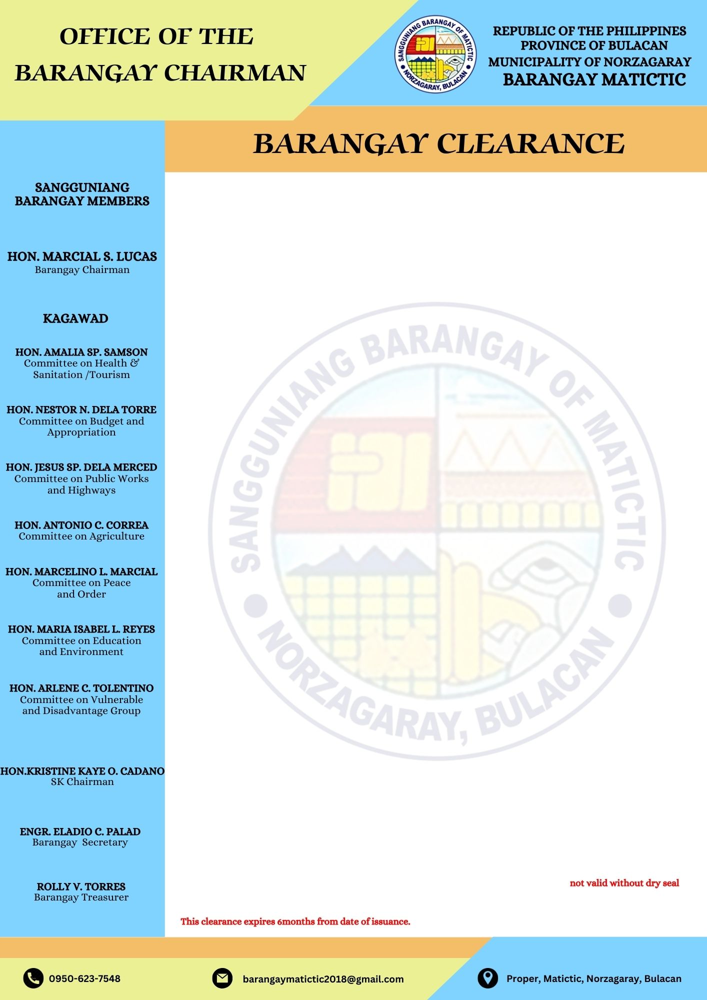 OFFICE OF THE
BARANGAY CHAIRMAN
SANGGUNIANG BARANGAY OF MATICTIC
NORZAGARAY, BULACAN
REPUBLIC OF THE PHILIPPINES
PROVINCE OF BULACAN
MUNICIPALITY OF NORZAGARAY
BARANGAY MATICTIC
BARANGAY CLEARANCE
SANGGUNIANG
BARANGAY MEMBERS
HON. MARCIAL S. LUCAS
Barangay Chairman
KAGAWAD
HON. AMALIA SP. SAMSON
Committee on Health &
Sanitation /Tourism
HON. NESTOR N. DELA TORRE
Committee on Budget and
Appropriation
HON. JESUS SP. DELA MERCED
Committee on Public Works
and Highways
HON. ANTONIO C. CORREA
Committee on Agriculture
HON. MARCELINO L. MARCIAL
Committee on Peace
and Order
HON. MARIA ISABEL L. REYES
Committee on Education
and Environment
HON. ARLENE C. TOLENTINO
Committee on Vulnerable
and Disadvantage Group
HON.KRISTINE KAYE O. CADANO
SK Chairman
ENGR. ELADIO C. PALAD
Barangay Secretary
ROLLY V. TORRES
Barangay Treasurer
SANGGUNIANG BARANGAY OF MATICTIC
NORZAGARAY, BULACAN
not valid without dry seal
This clearance expires 6months from date of issuance.
0950-623-7548
barangaymatictic2018@gmail.com
Proper, Matictic, Norzagaray, Bulacan